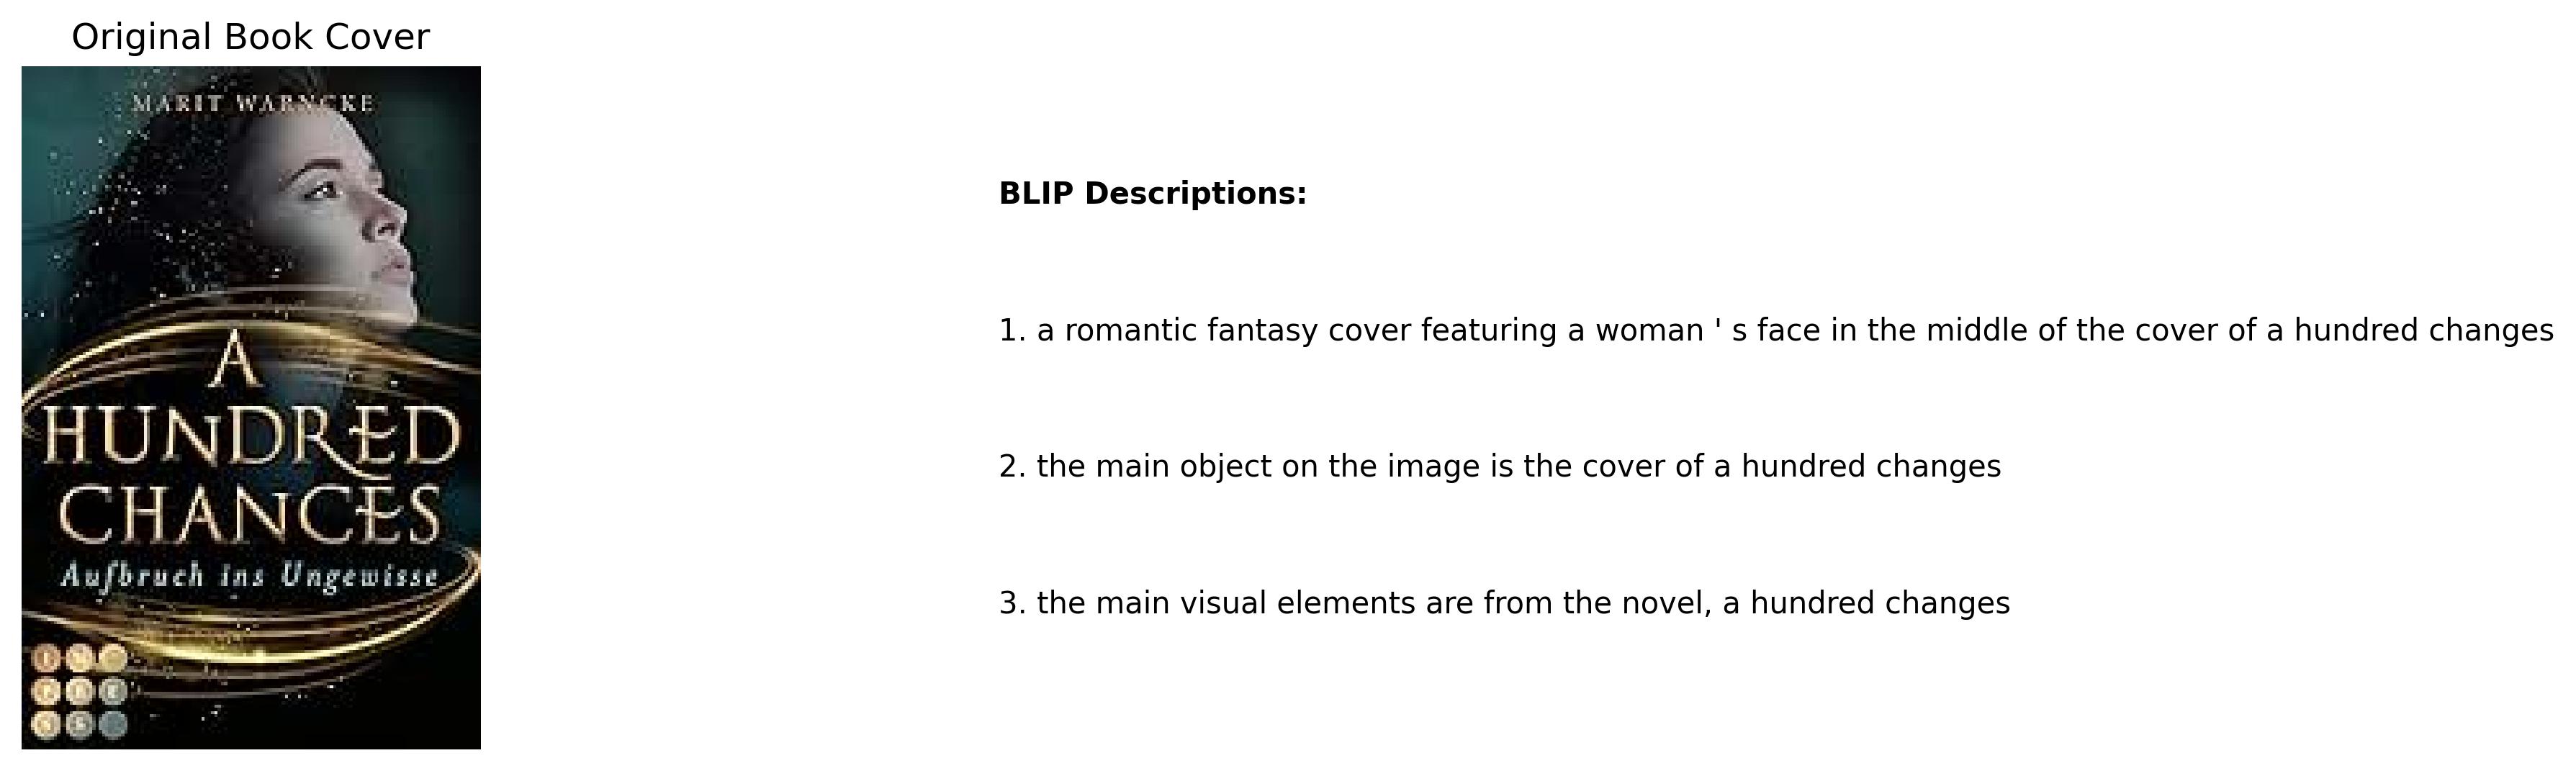 Original Book Cover
MARIT WARNCKE
A
HUNDRED
CHANCES
Aufbruch ins Ungewisse
BLIP Descriptions:
1. a romantic fantasy cover featuring a woman ' s face in the middle of the cover of a hundred changes
2. the main object on the image is the cover of a hundred changes
3. the main visual elements are from the novel, a hundred changes